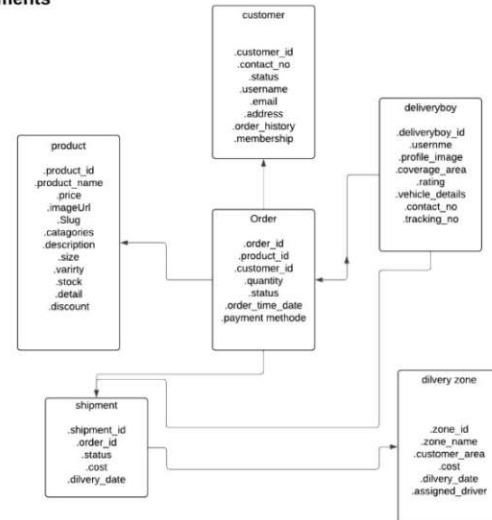 customer
.customer_id
.contact_no
.status
.username
.email
.address
.order_history
.membership
deliveryboy
.deliveryboy_id
.usernme
.profile_image
.coverage_area
.rating
.vehicle_details
.contact_no
.tracking_no
product
.product_id
.product_name
.price
.imageUrl
.Slug
.catagories
.description
.size
.varirty
.stock
.detail
.discount
Order
.order_id
.product_id
.customer_id
.quantity
.status
.order_time_date
.payment methode
shipment
.shipment_id
.order_id
.status
.cost
.dilvery_date
dilvery zone
.zone_id
.zone_name
.customer_area
.cost
.dilvery_date
.assigned_driver